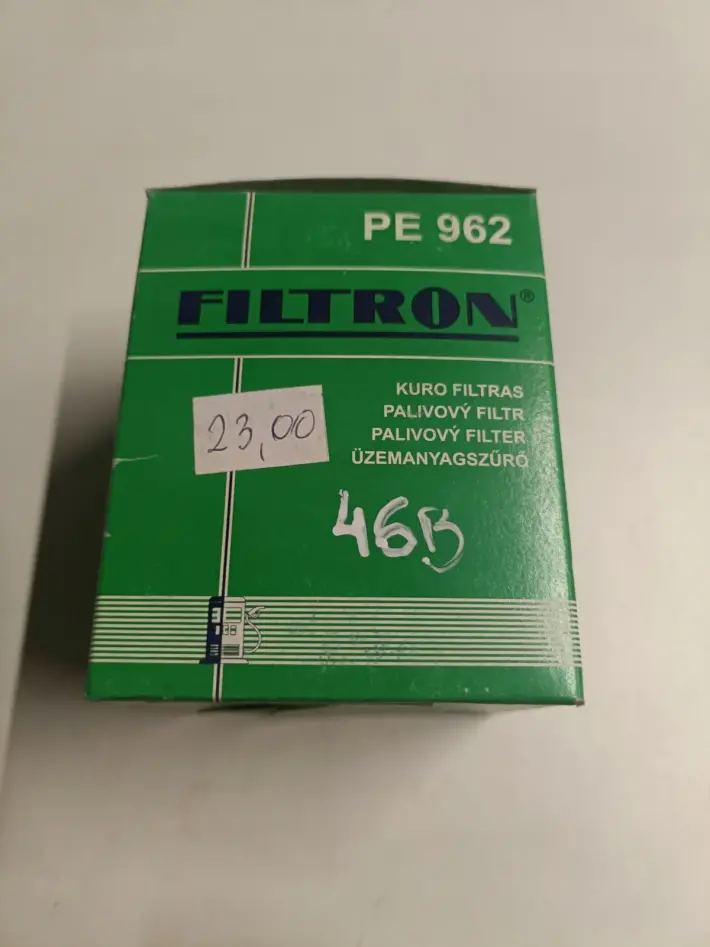 PE 962
FILTRON®
KURO FILTRAS
PALIVOVÝ FILTR
PALIVOVÝ FILTER
ÜZEMANYAGSZŰRŐ
23,00
46B